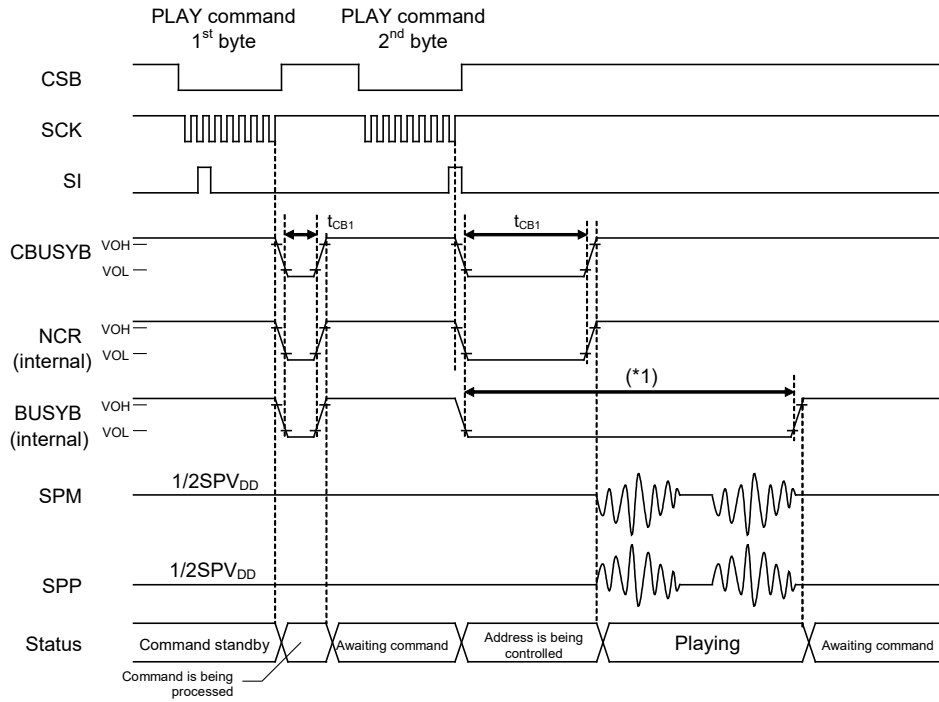 PLAY command
1st byte
PLAY command
2nd byte
CSB
SCK
SI
tCB1
tCB1
CBUSYB
VOH
VOL
NCR
(internal)
VOH
VOL
(*1)
BUSYB
(internal)
VOH
VOL
SPM
1/2SPVDD
SPP
1/2SPVDD
Status
Command standby
Awaiting command
Address is being
controlled
Playing
Awaiting command
Command is being
processed